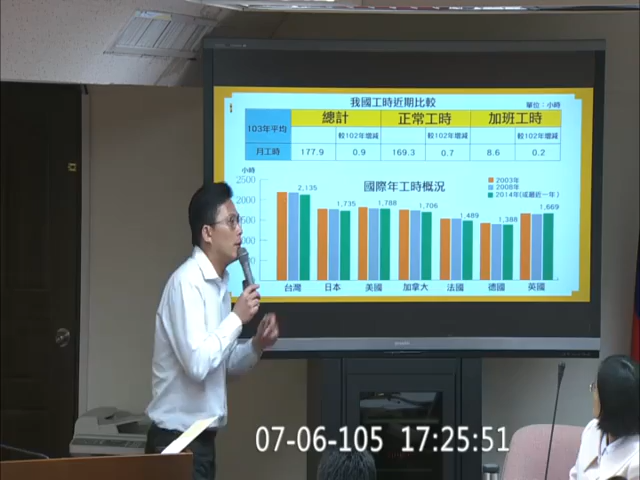 我國工時近期比較
單位：小時
103年平均 總計 正常工時 加班工時
較102年增減 較102年增減 較102年增減
月工時 177.9 0.9 169.3 0.7 8.6 0.2
小時
國際年工時概況
2003年
2008年
2014年(或最近一年)
2500
2000
2,135 1,735 1,788 1,706 1,489 1,388 1,669
台灣 日本 美國 加拿大 法國 德國 英國
07-06-105 17:25:51